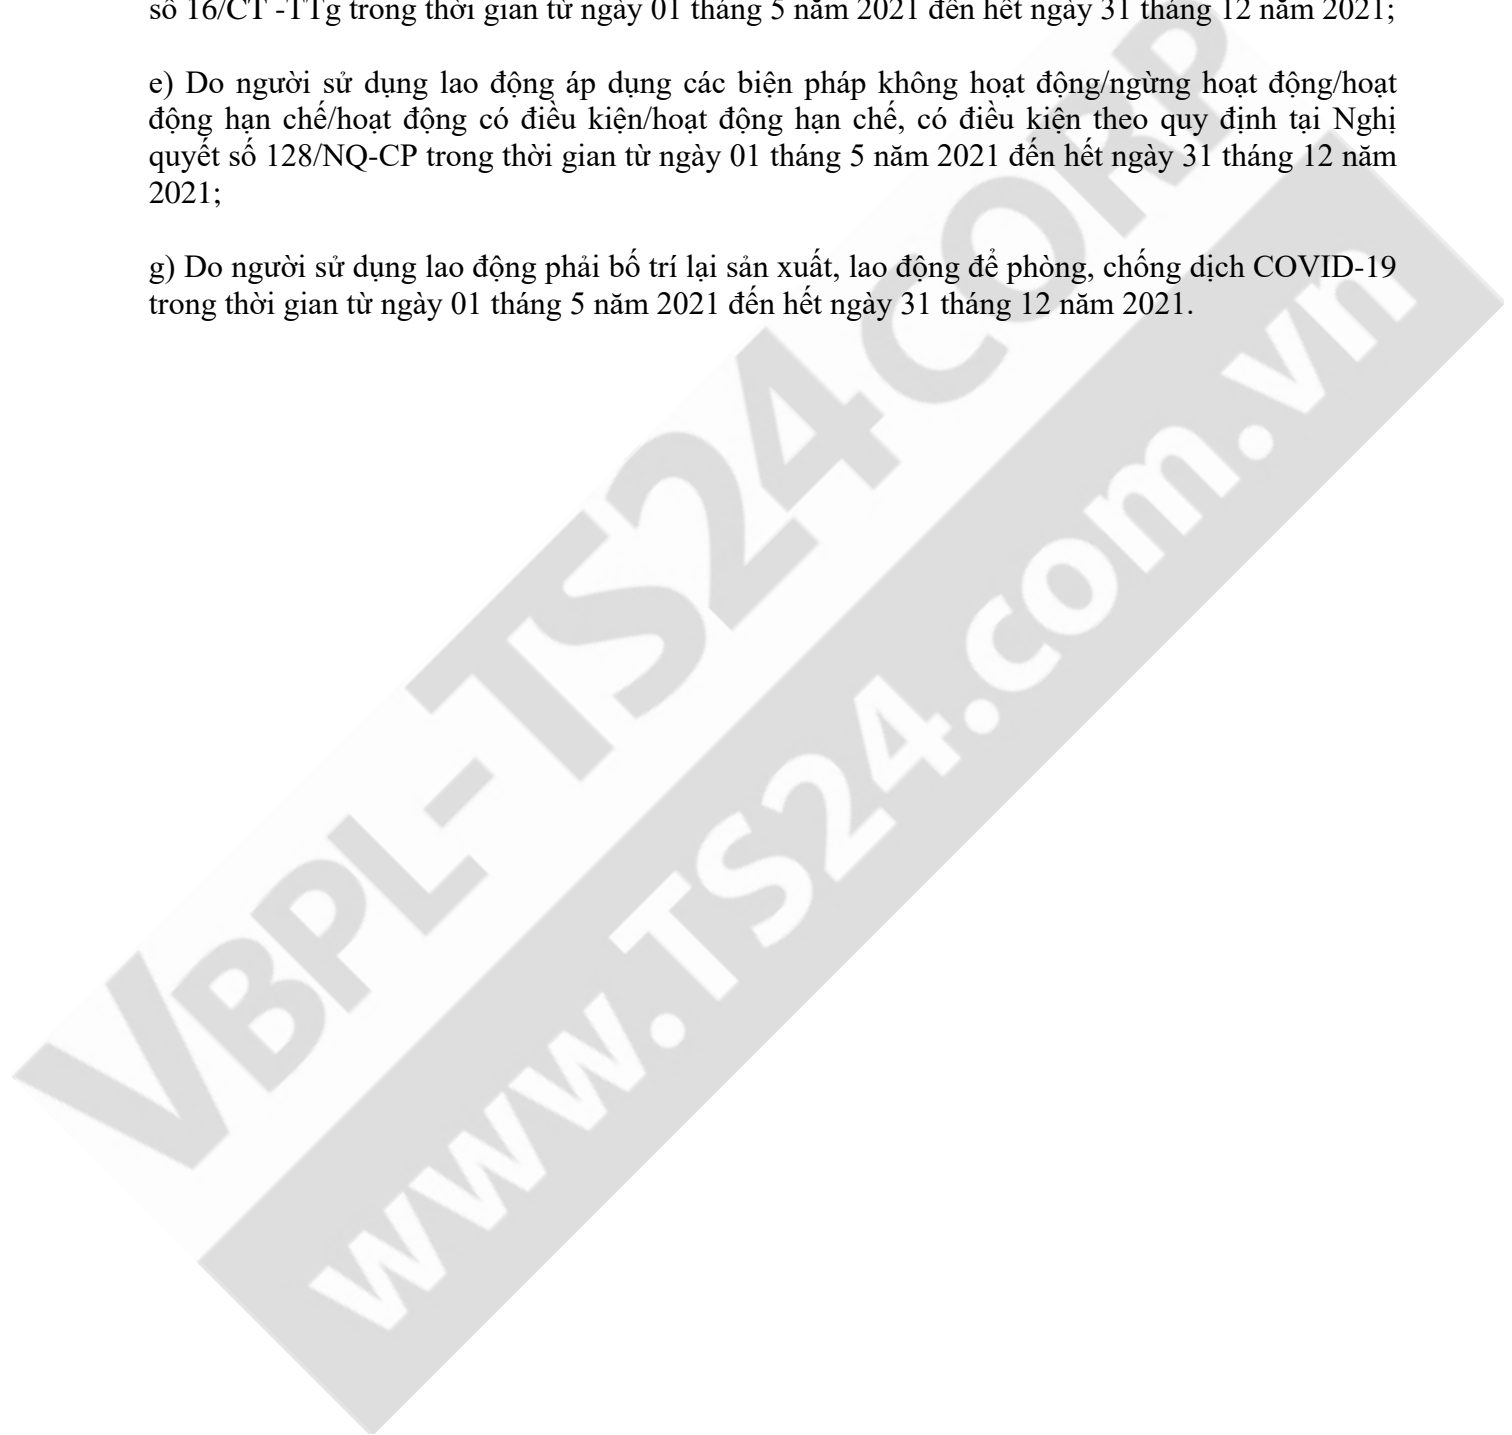 số 16/CT -TTg trong thời gian từ ngày 01 tháng 5 năm 2021 đến hết ngày 31 tháng 12 năm 2021;
e) Do người sử dụng lao động áp dụng các biện pháp không hoạt động/ngừng hoạt động/hoạt
động hạn chế/hoạt động có điều kiện/hoạt động hạn chế, có điều kiện theo quy định tại Nghị
quyết số 128/NQ-CP trong thời gian từ ngày 01 tháng 5 năm 2021 đến hết ngày 31 tháng 12 năm
2021;
g) Do người sử dụng lao động phải bố trí lại sản xuất, lao động để phòng, chống dịch COVID-19
trong thời gian từ ngày 01 tháng 5 năm 2021 đến hết ngày 31 tháng 12 năm 2021.
VBPL-TS24CORP
www.TS24.com.vn